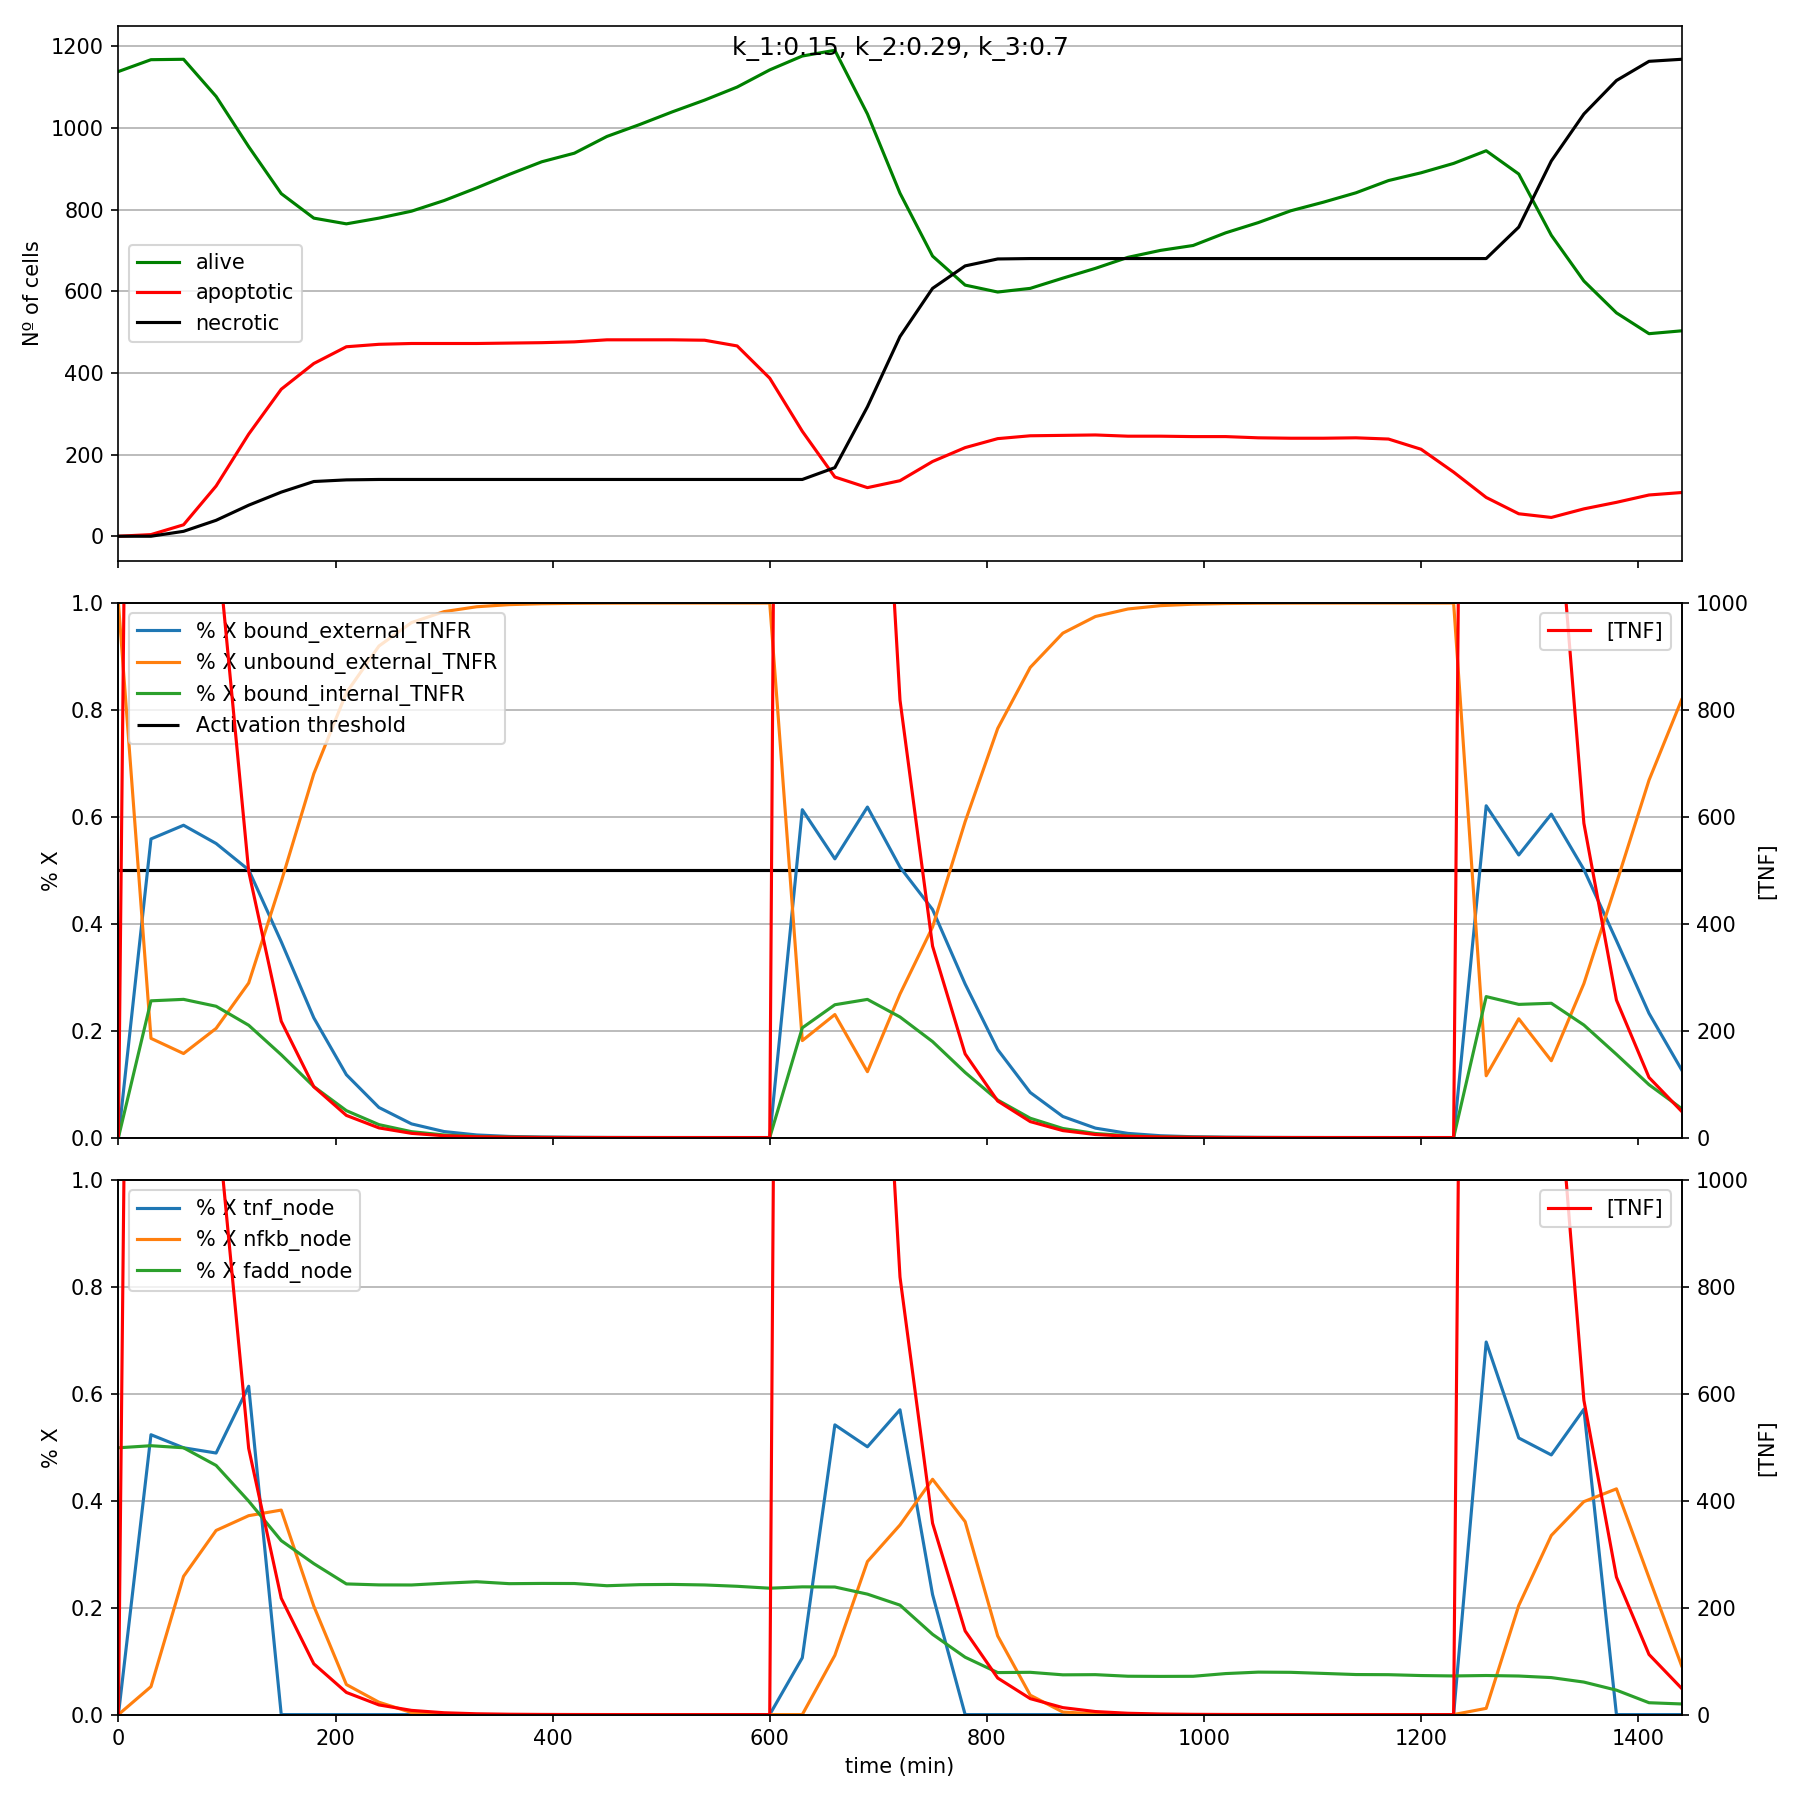 k_1:0.15, k_2:0.29, k_3:0.7
1200
1000
800
600
400
200
0
Nº of cells
alive
apoptotic
necrotic
1.0
0.8
0.6
0.4
0.2
0.0
% X
% X bound_external_TNFR
% X unbound_external_TNFR
% X bound_internal_TNFR
Activation threshold
[TNF]
1000
800
600
400
200
0
[TNF]
1.0
0.8
0.6
0.4
0.2
0.0
% X
% X tnf_node
% X nfkb_node
% X fadd_node
[TNF]
1000
800
600
400
200
0
[TNF]
0 200 400 600 800 1000 1200 1400
time (min)